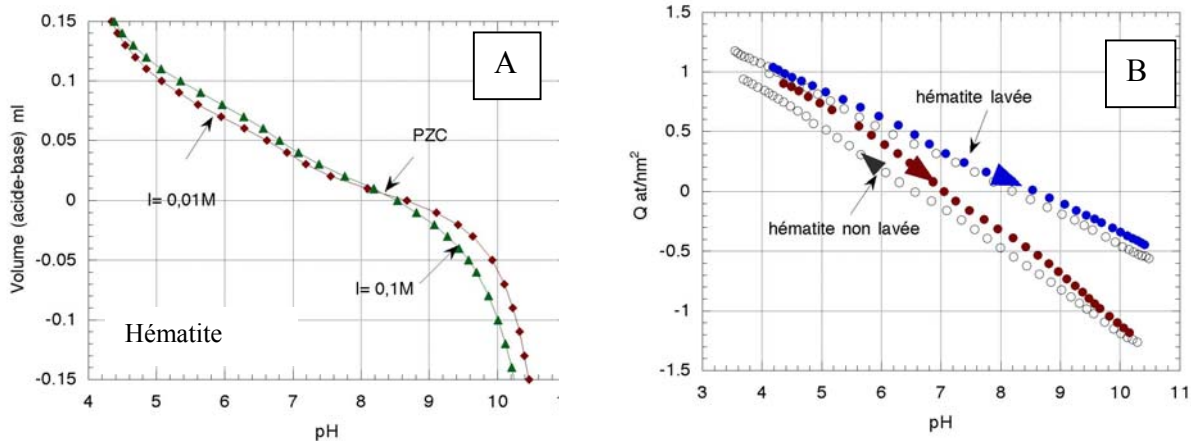 A
0.15
0.10
0.05
0.00
-0.05
-0.1
-0.15
Volume (acide-base) ml
PZC
I= 0,01M
I= 0,1M
Hématite
4 5 6 7 8 9 10
pH
B
1.5
1
0.5
0
-0.5
-1
-1.5
Q at/nm²
hématite lavée
hématite non lavée
3 4 5 6 7 8 9 10 11
pH